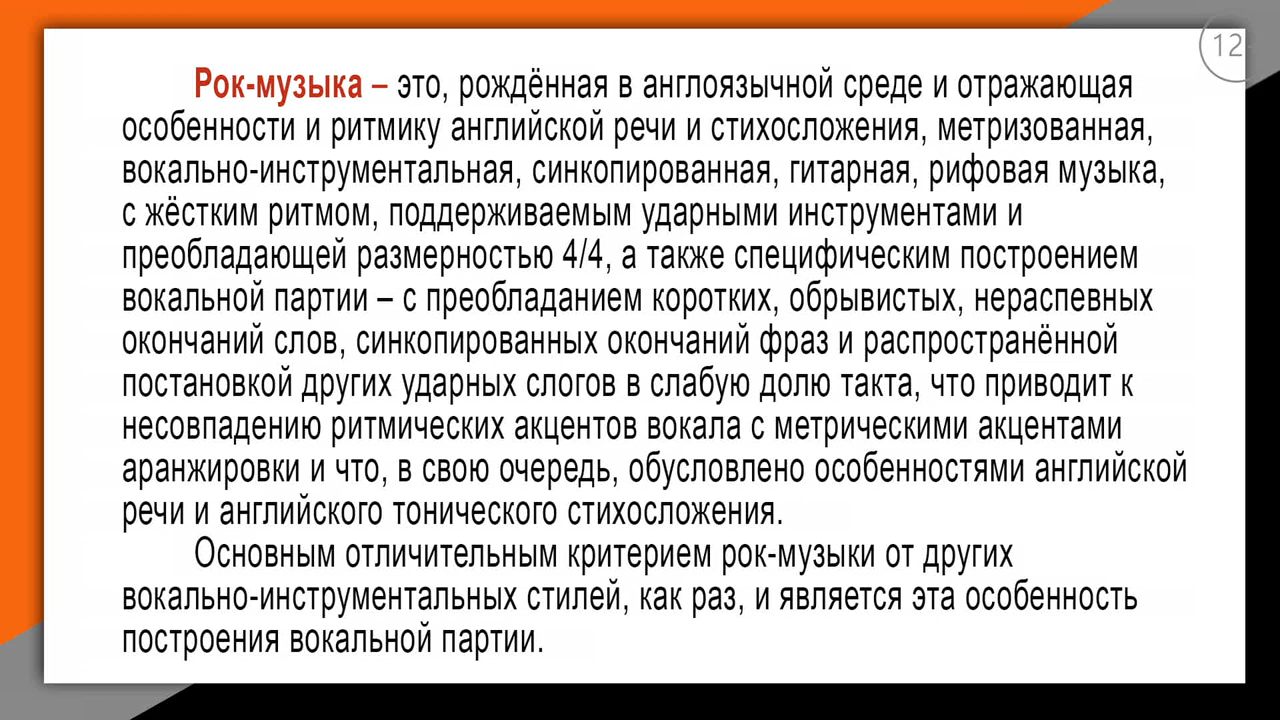 12
Рок-музыка – это, рождённая в англоязычной среде и отражающая
особенности и ритмику английской речи и стихосложения, метризованная,
вокально-инструментальная, синкопированная, гитарная, рифовая музыка,
с жёстким ритмом, поддерживаемым ударными инструментами и
преобладающей размерностью 4/4, а также специфическим построением
вокальной партии – с преобладанием коротких, обрывистых, нераспевных
окончаний слов, синкопированных окончаний фраз и распространённой
постановкой других ударных слогов в слабую долю такта, что приводит к
несовпадению ритмических акцентов вокала с метрическими акцентами
аранжировки и что, в свою очередь, обусловлено особенностями английской
речи и английского тонического стихосложения.
Основным отличительным критерием рок-музыки от других
вокально-инструментальных стилей, как раз, и является эта особенность
построения вокальной партии.